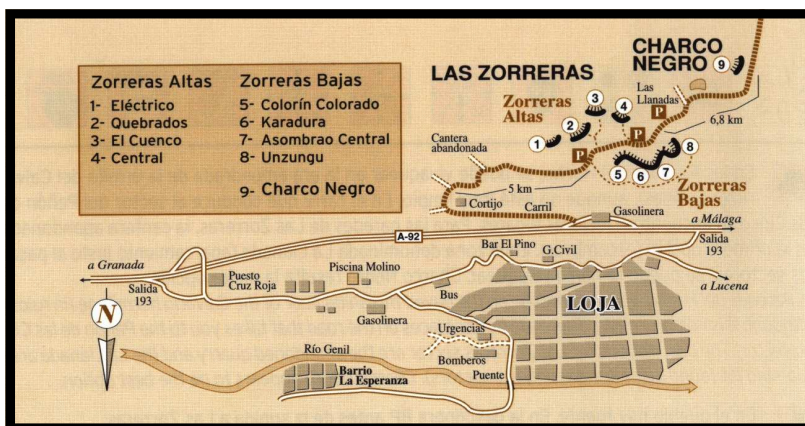 Zorreras Altas
1- Eléctrico
2- Quebrados
3- El Cuenco
4- Central
Zorreras Bajas
5- Colorín Colorado
6- Karadura
7- Asombrao Central
8- Unzungu
9- Charco Negro
LAS ZORRERAS
CHARCO
NEGRO
9
Zorreras
Altas
3
4
Las
Llanadas
P
P
P
6,8 km
1
2
8
5
6
7
Zorreras
Bajas
Cantera
abandonada
5 km
Cortijo
Carril
Gasolinera
a Málaga
A-92
Salida
193
a Granada
Salida
193
Puesto
Cruz Roja
Piscina Molino
Bar El Pino
G.Civil
a Lucena
Bus
LOJA
Gasolinera
N
Urgencias
Bomberos
Río Genil
Puente
Barrio
La Esperanza